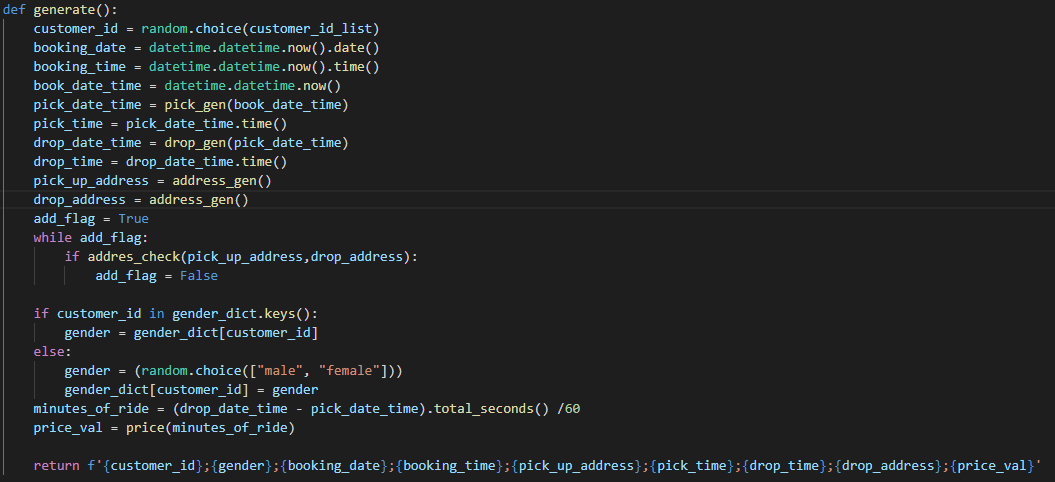 def generate():
    customer_id = random.choice(customer_id_list)
    booking_date = datetime.datetime.now().date()
    booking_time = datetime.datetime.now().time()
    book_date_time = datetime.datetime.now()
    pick_date_time = pick_gen(book_date_time)
    pick_time = pick_date_time.time()
    drop_date_time = drop_gen(pick_date_time)
    drop_time = drop_date_time.time()
    pick_up_address = address_gen()
    drop_address = address_gen()
    add_flag = True
    while add_flag:
        if addres_check(pick_up_address,drop_address):
            add_flag = False
    if customer_id in gender_dict.keys():
        gender = gender_dict[customer_id]
    else:
        gender = (random.choice(["male", "female"]))
        gender_dict[customer_id] = gender
    minutes_of_ride = (drop_date_time - pick_date_time).total_seconds() /60
    price_val = price(minutes_of_ride)
    return f'{customer_id};{gender};{booking_date};{booking_time};{pick_up_address};{pick_time};{drop_time};{drop_address};{price_val}'